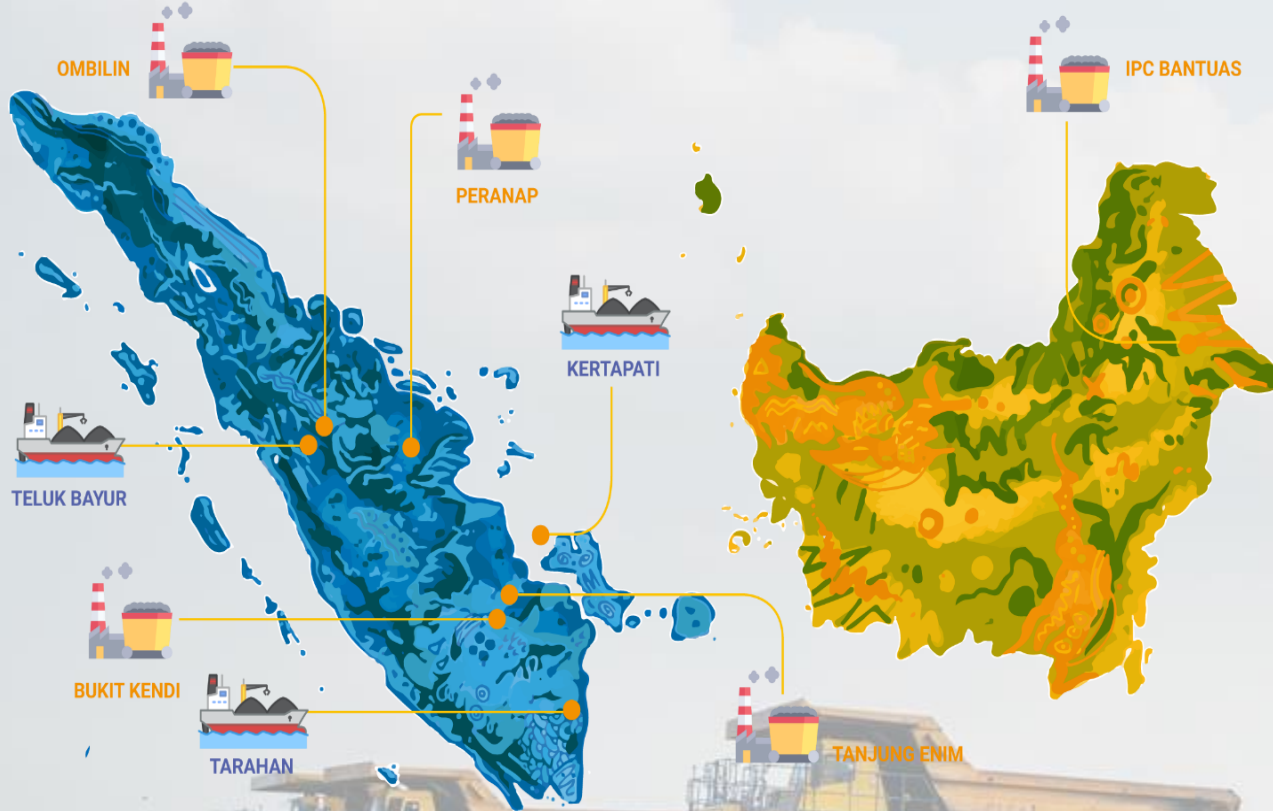 OMBILIN
IPC BANTUAS
PERANAP
KERTAPATI
TELUK BAYUR
BUKIT KENDI
TANJUNG ENIM
TARAHAN